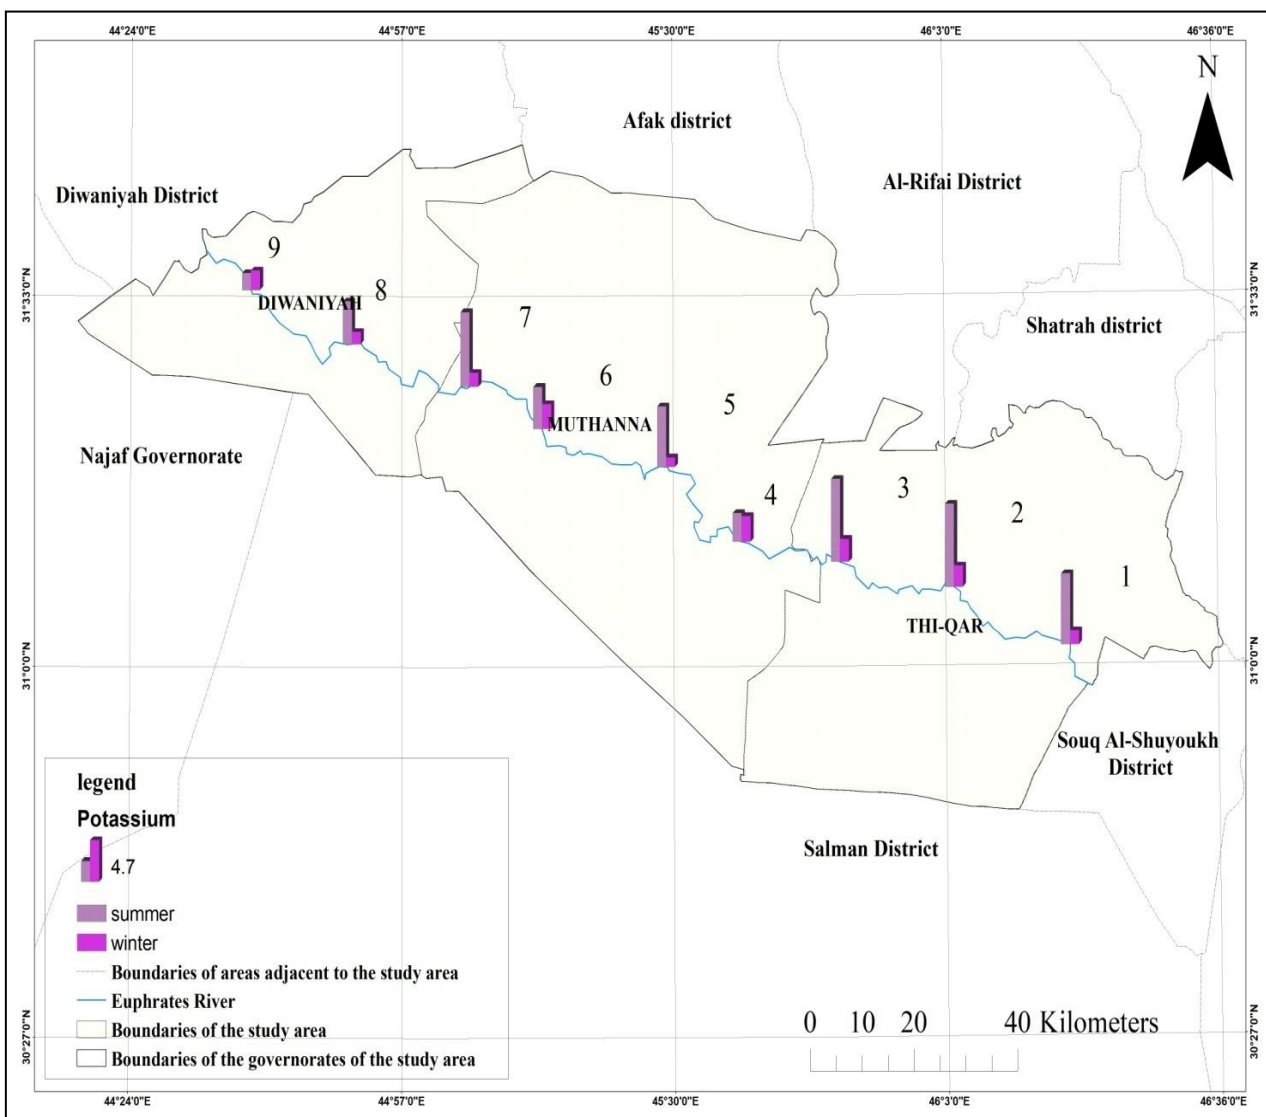 44°24'0"E 44°57'0"E 45°30'0"E 46°3'0"E 46°36'0"E
N
Afak district
Al-Rifai District
Diwaniyah District
9
DIWANIYAH
8
31°33'0"N
31°33'0"N
7
Shatrah district
6
5
MUTHANNA
Najaf Governorate
4
3
2
1
THI-QAR
31°0'0"N
31°0'0"N
Souq Al-Shuyoukh
District
Salman District
legend
Potassium
4.7
summer
winter
Boundaries of areas adjacent to the study area
Euphrates River
Boundaries of the study area
Boundaries of the governorates of the study area
0 10 20 40 Kilometers
30°27'0"N
30°27'0"N
44°24'0"E 44°57'0"E 45°30'0"E 46°3'0"E 46°36'0"E